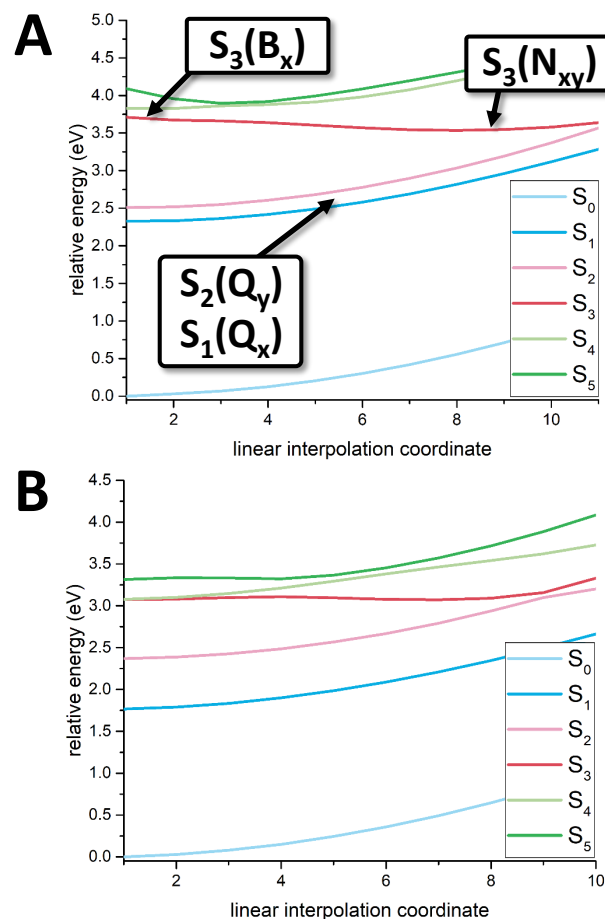 A
5.0
4.5
4.0
3.5
3.0
2.5
2.0
1.5
1.0
0.5
0.0
relative energy (eV)
S₃(Bₓ)
S₃(Nₓᵧ)
S₂(Qᵧ)
S₁(Qₓ)
S₀
S₁
S₂
S₃
S₄
S₅
2 4 6 8 10
linear interpolation coordinate
B
4.5
4.0
3.5
3.0
2.5
2.0
1.5
1.0
0.5
0.0
relative energy (eV)
S₀
S₁
S₂
S₃
S₄
S₅
2 4 6 8 10
linear interpolation coordinate